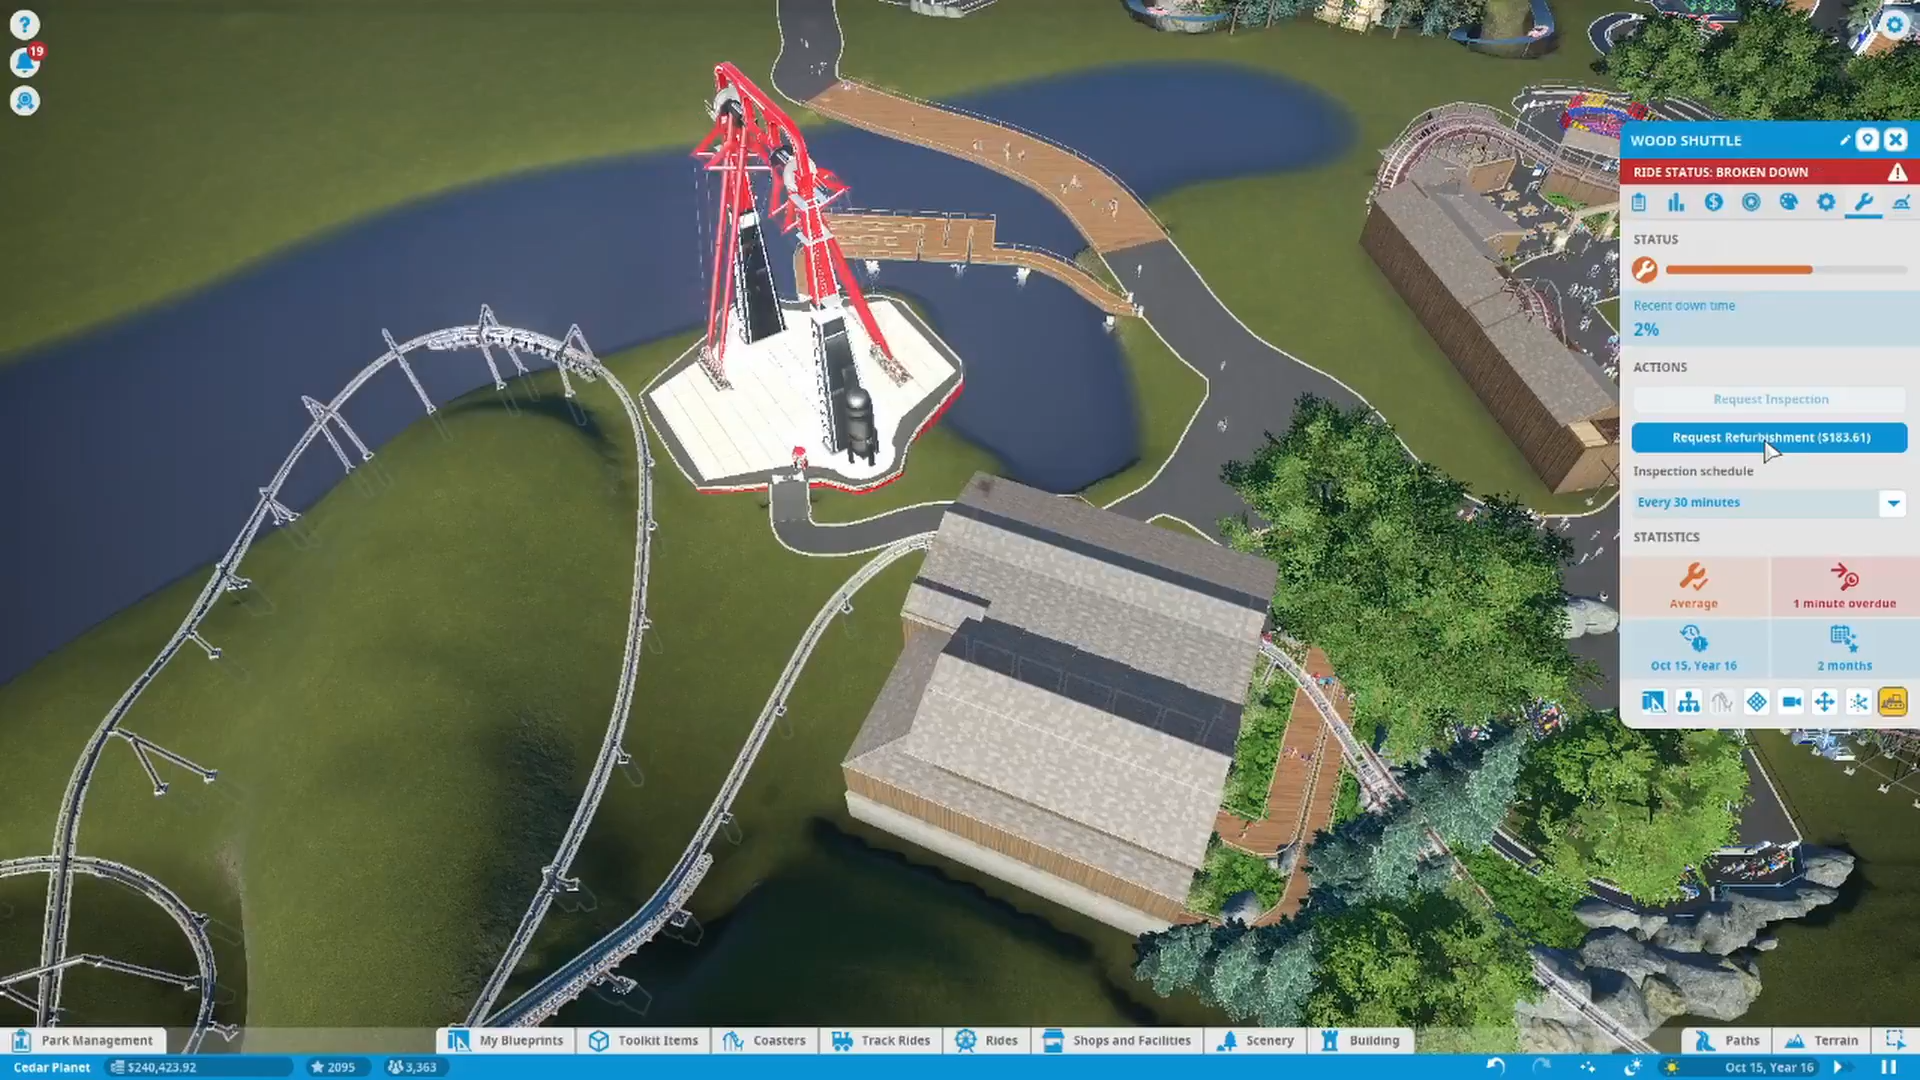 ?
19
WOOD SHUTTLE
RIDE STATUS: BROKEN DOWN
STATUS
Recent down time
2%
ACTIONS
Request Inspection
Request Refurbishment ($183.61)
Inspection schedule
Every 30 minutes
STATISTICS
Average
1 minute overdue
Oct 15, Year 16
2 months
Park Management
My Blueprints
Toolkit Items
Coasters
Track Rides
Rides
Shops and Facilities
Scenery
Building
Paths
Terrain
Cedar Planet
$240,423.92
2095
3,363
Oct 15, Year 16